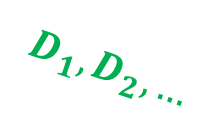 D₁, D₂, ...